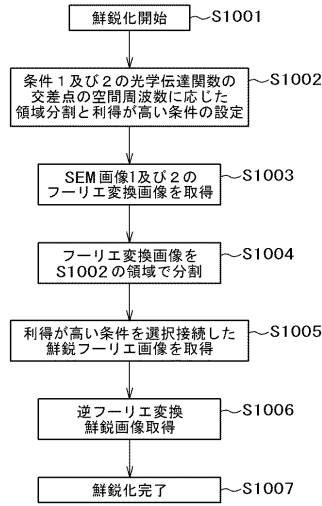 鮮鋭化開始
S1001
条件1及び2の光学伝達関数の
交差点の空間周波数に応じた
領域分割と利得が高い条件の設定
S1002
SEM画像1及び2の
フーリエ変換画像を取得
S1003
フーリエ変換画像を
S1002の領域で分割
S1004
利得が高い条件を選択接続した
鮮鋭フーリエ画像を取得
S1005
逆フーリエ変換
鮮鋭画像取得
S1006
鮮鋭化完了
S1007